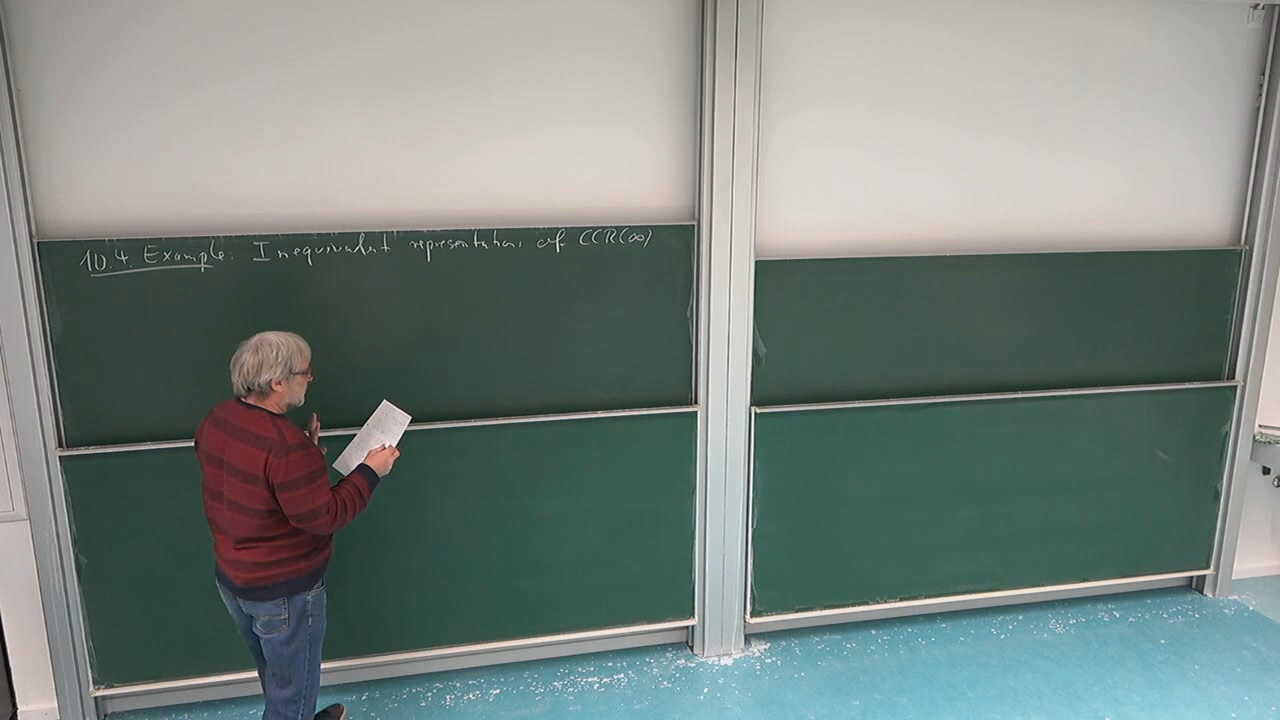 10.4. Example: Inequivalent representations of CCR(∞)